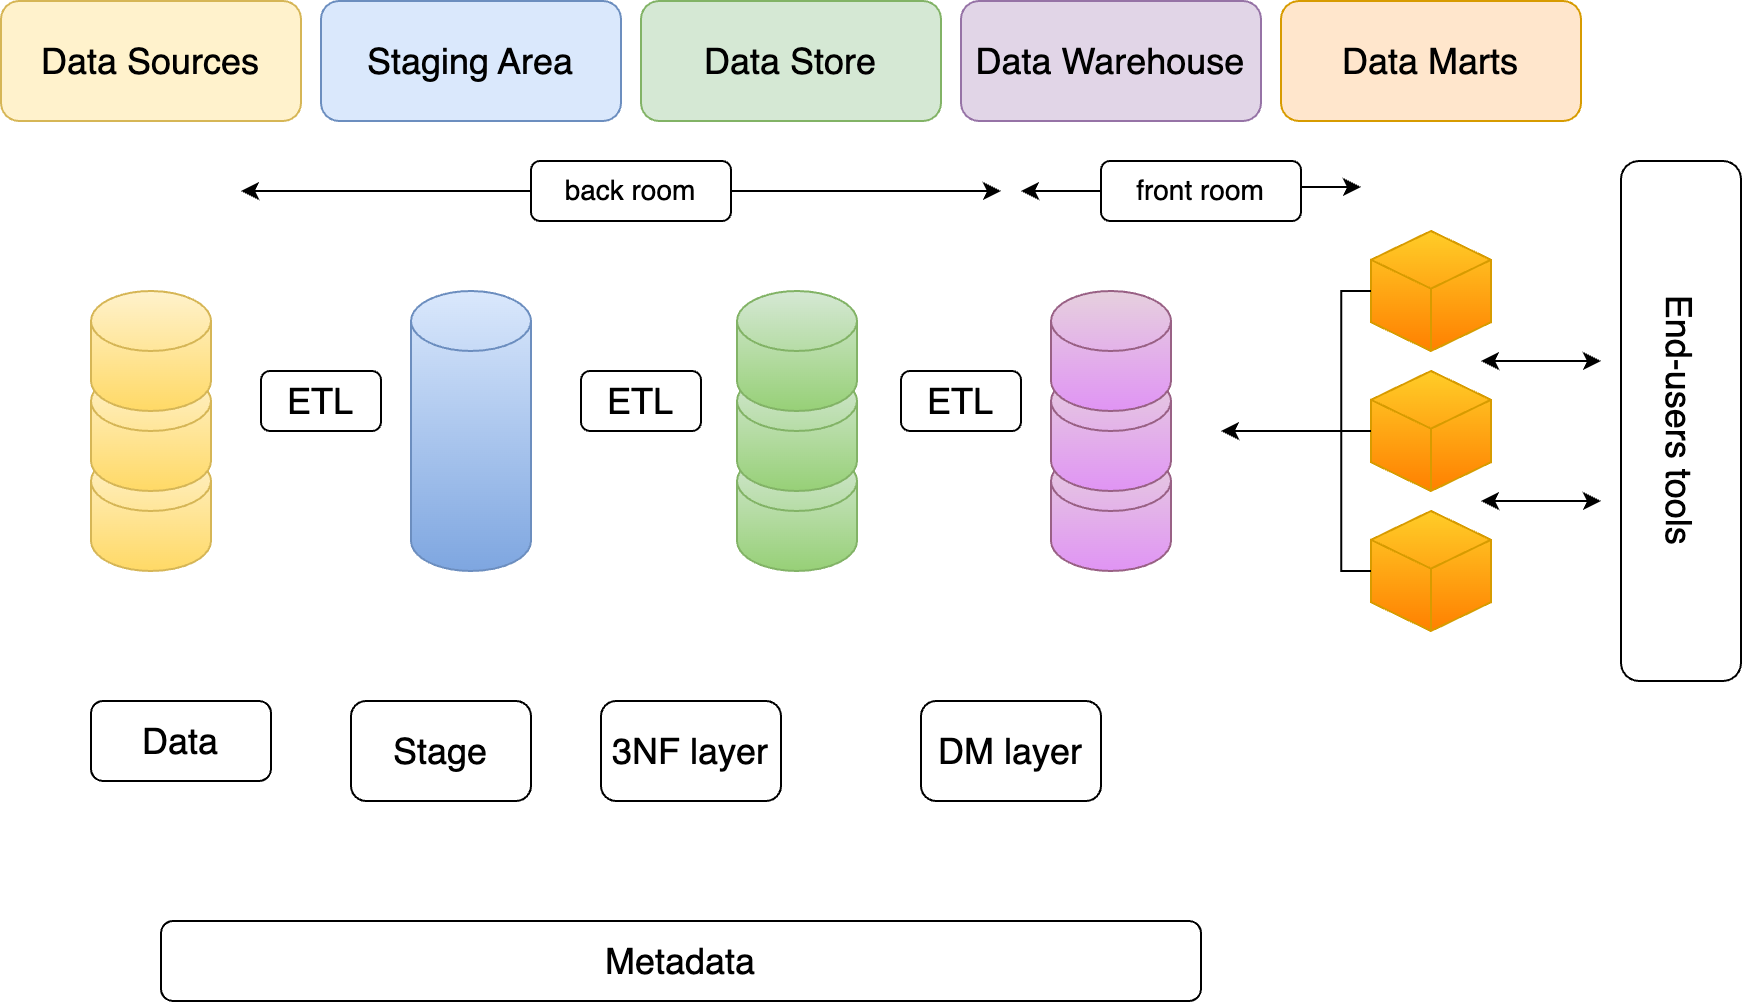 Data Sources
Staging Area
Data Store
Data Warehouse
Data Marts
back room
front room
ETL
ETL
ETL
End-users tools
Data
Stage
3NF layer
DM layer
Metadata